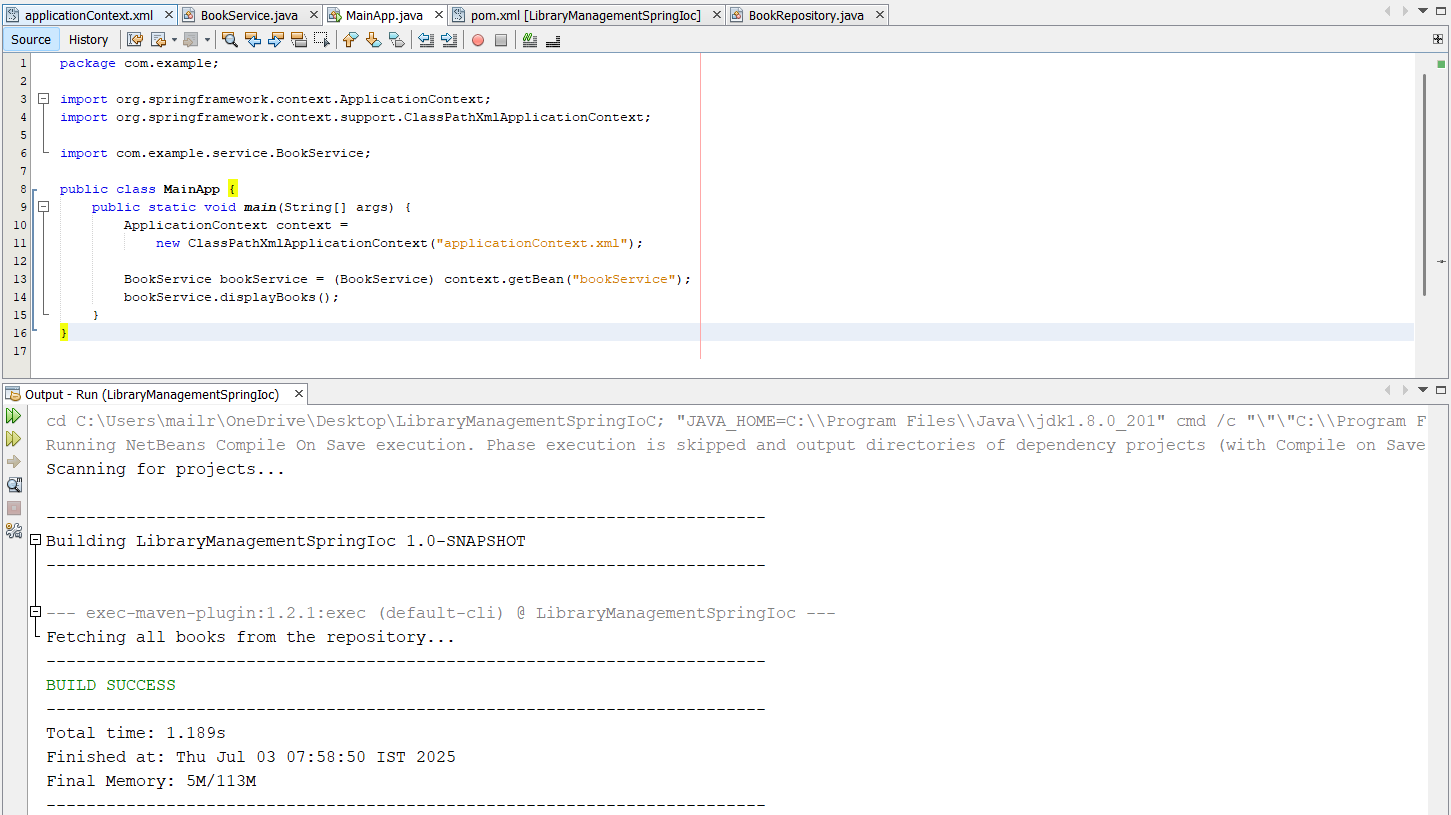 applicationContext.xml BookService.java MainApp.java pom.xml [LibraryManagementSpringIoc] BookRepository.java
Source History
1 package com.example;
2
3 import org.springframework.context.ApplicationContext;
4 import org.springframework.context.support.ClassPathXmlApplicationContext;
5
6 import com.example.service.BookService;
7
8 public class MainApp {
9 public static void main(String[] args) {
10 ApplicationContext context =
11 new ClassPathXmlApplicationContext("applicationContext.xml");
12
13 BookService bookService = (BookService) context.getBean("bookService");
14 bookService.displayBooks();
15 }
16 }
17
Output - Run (LibraryManagementSpringIoc)
cd C:\Users\mailr\OneDrive\Desktop\LibraryManagementSpringIoC; "JAVA_HOME=C:\\Program Files\\Java\\jdk1.8.0_201" cmd /c "\"\"C:\\Program F
Running NetBeans Compile On Save execution. Phase execution is skipped and output directories of dependency projects (with Compile on Save
Scanning for projects...
------------------------------------------------------------------------
Building LibraryManagementSpringIoc 1.0-SNAPSHOT
------------------------------------------------------------------------
--- exec-maven-plugin:1.2.1:exec (default-cli) @ LibraryManagementSpringIoc ---
Fetching all books from the repository...
------------------------------------------------------------------------
BUILD SUCCESS
------------------------------------------------------------------------
Total time: 1.189s
Finished at: Thu Jul 03 07:58:50 IST 2025
Final Memory: 5M/113M
------------------------------------------------------------------------